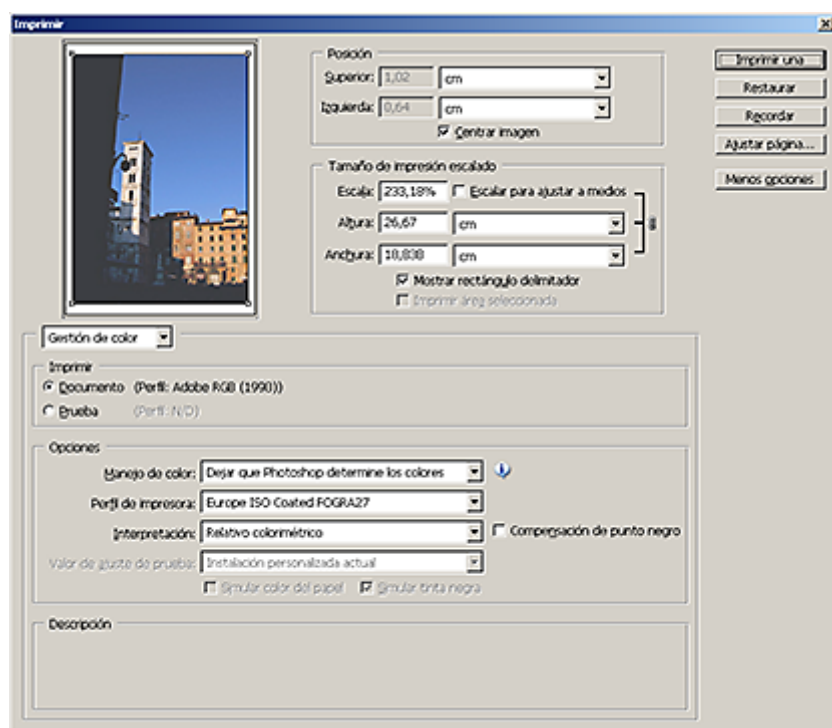 Imprimir
Posición
Superior: 1,02 cm
Izquierda: 0,64 cm
Centrar imagen
Imprimir una
Restaurar
Recordar
Ajustar página...
Menos opciones
Tamaño de impresión escalado
Escala: 233,18% Escalar para ajustar a medios
Altura: 26,67 cm
Anchura: 18,838 cm
Mostrar rectángulo delimitador
Imprimir área seleccionada
Gestión de color
Imprimir
Documento (Perfil: Adobe RGB (1990))
Prueba (Perfil: N/D)
Opciones
Manejo de color: Dejar que Photoshop determine los colores
Perfil de impresora: Europe ISO Coated FOGRA27
Interpretación: Relativo colorimétrico Compensación de punto negro
Valor de ajuste de prueba: Instalación personalizada actual
Simular color del papel Simular tinta negra
Descripción